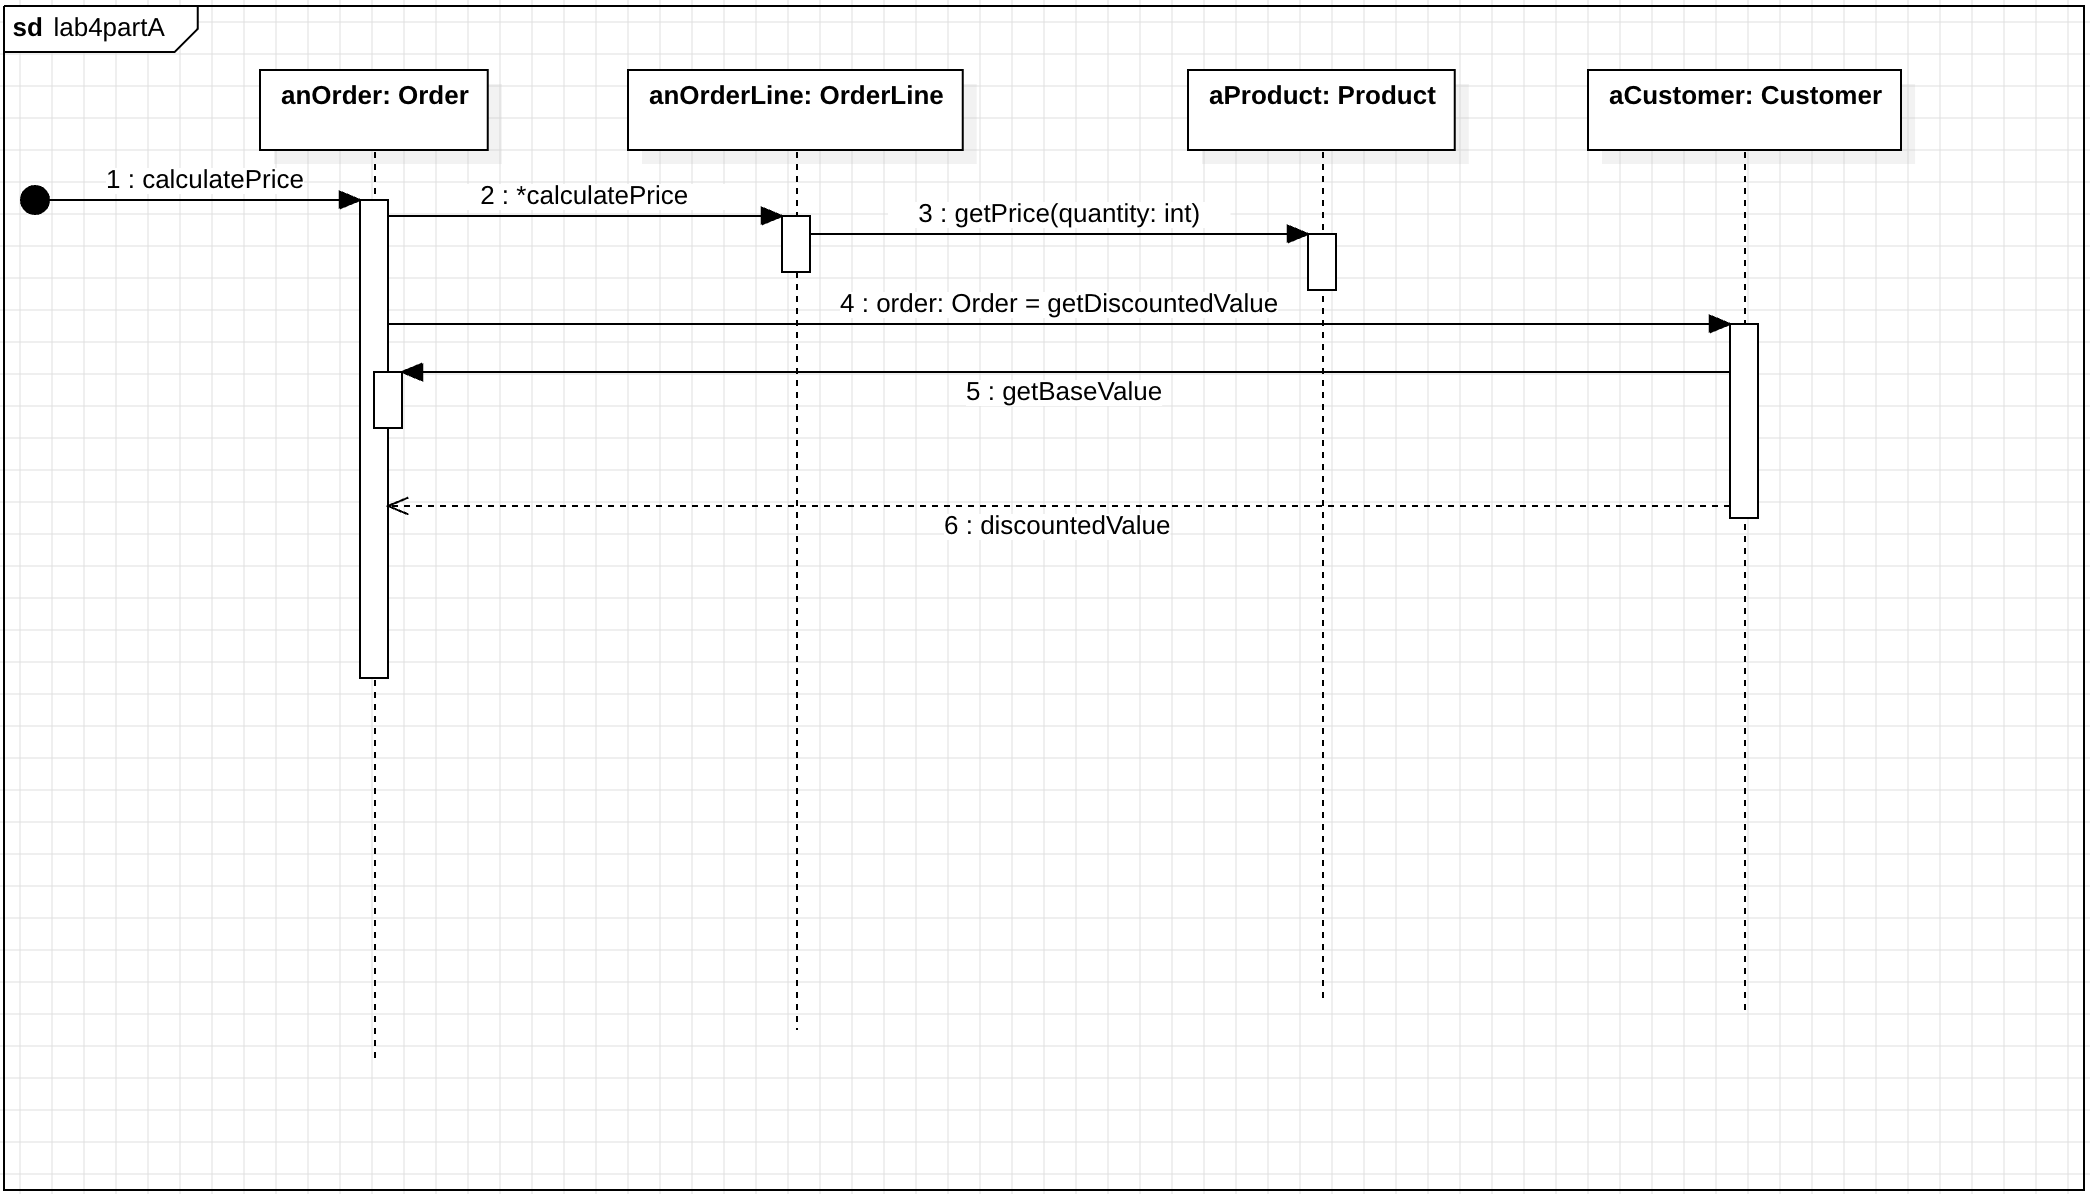 sd lab4partA
anOrder: Order
anOrderLine: OrderLine
aProduct: Product
aCustomer: Customer
1 : calculatePrice
2 : *calculatePrice
3 : getPrice(quantity: int)
4 : order: Order = getDiscountedValue
5 : getBaseValue
6 : discountedValue